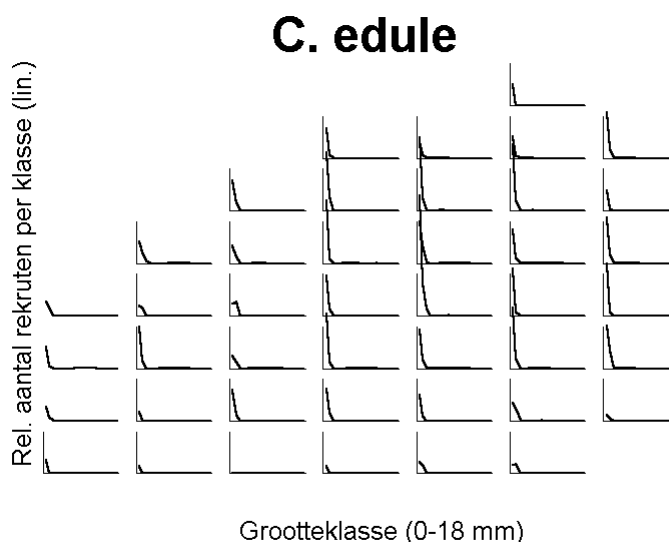 C. edule
Rel. aantal rekruten per klasse (lin.)
Grootteklasse (0-18 mm)